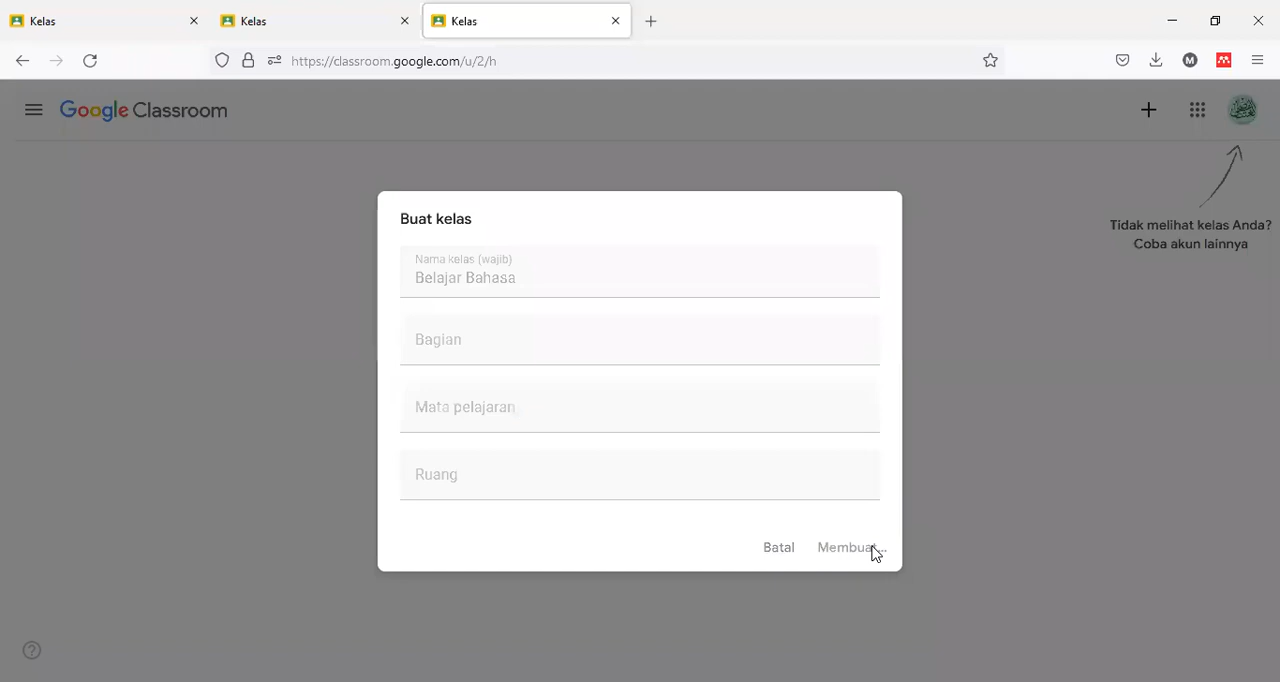 Kelas
Kelas
Kelas
https://classroom.google.com/u/2/h
M
Google Classroom
Tidak melihat kelas Anda?
Coba akun lainnya
Buat kelas
Nama kelas (wajib)
Belajar Bahasa
Bagian
Mata pelajaran
Ruang
Batal
Membuat...